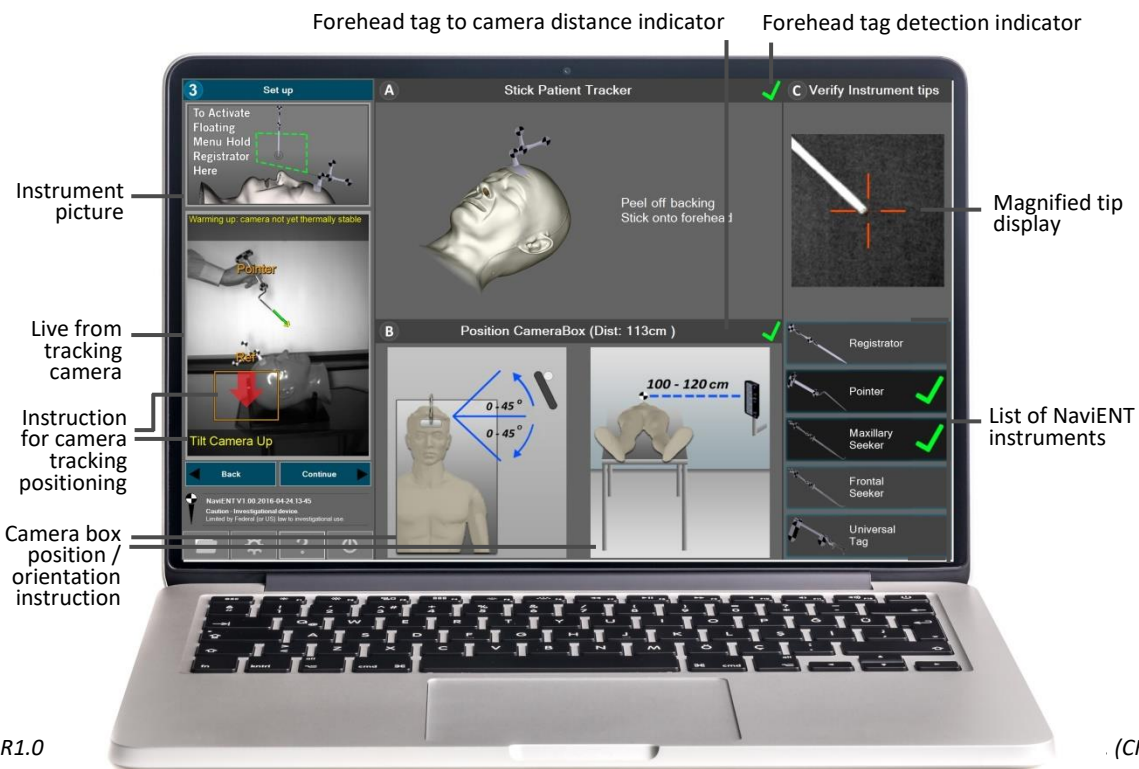 Forehead tag to camera distance indicator
Forehead tag detection indicator
Instrument
picture
Live from
tracking
camera
Instruction
for camera
tracking
positioning
Camera box
position /
orientation
instruction
3 Set up
To Activate
Floating
Menu Hold
Registrator
Here
Warming up: camera not yet thermally stable
Pointer
Ref
Tilt Camera Up
Back
Continue
NaviENT V1.00 2016-04-24.13-45
Caution - Investigational device.
Limited by Federal (or US) law to investigational use
?
A Stick Patient Tracker
Peel off backing
Stick onto forehead
B Position CameraBox (Dist: 113cm )
0 - 45°
0 - 45°
100 - 120 cm
C Verify Instrument tips
Registrator
Pointer
Maxillary
Seeker
Frontal
Seeker
Universal
Tag
Magnified tip
display
List of NaviENT
instruments
fn
cmd
cmd
R1.0